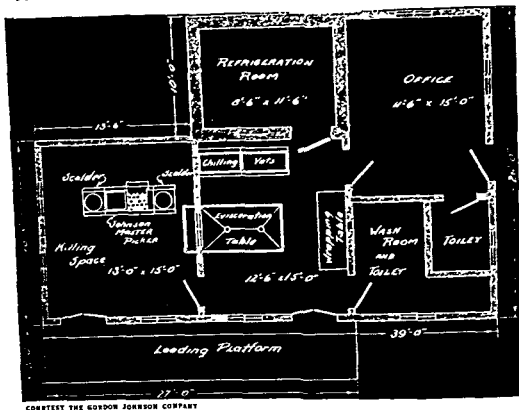 10'-0"
REFRIGERATION
ROOM
8'-6" x 11'-6"
OFFICE
11'-6" x 15'-0"
13'-6"
Scalder
Scalder
Chilling Vats
Johnson
Master
Picker
Killing
Space
13'-0" x 15'-0"
Evisceration
Table
Wrapping
Table
12'-6" x 15'-0"
WASH
ROOM
AND
TOILET
TOILET
39'-0"
Loading Platform
27'-0"
COURTESY THE GORDON JOHNSON COMPANY